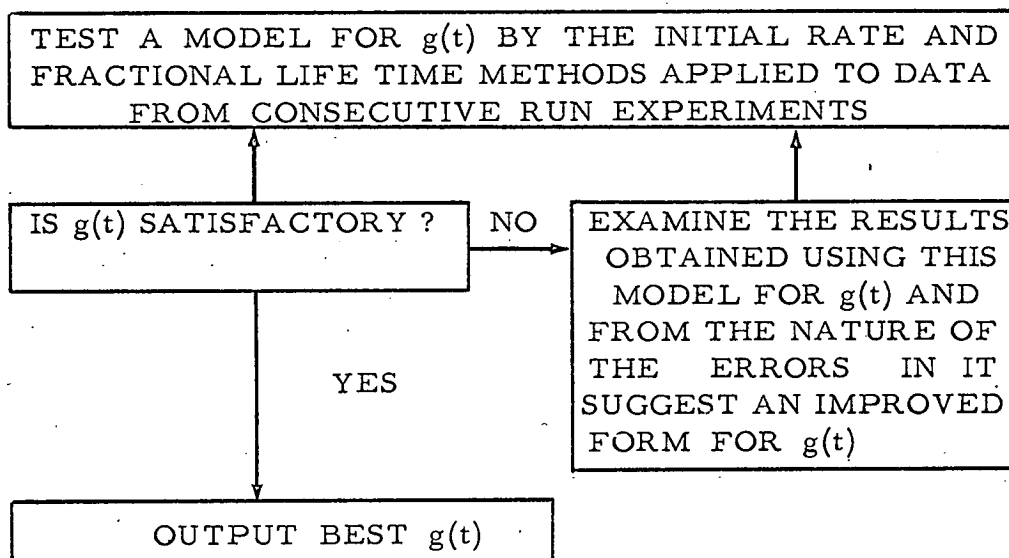 TEST A MODEL FOR g(t) BY THE INITIAL RATE AND
FRACTIONAL LIFE TIME METHODS APPLIED TO DATA
FROM CONSECUTIVE RUN EXPERIMENTS
IS g(t) SATISFACTORY ?
NO
EXAMINE THE RESULTS
OBTAINED USING THIS
MODEL FOR g(t) AND
FROM THE NATURE OF
THE ERRORS IN IT
SUGGEST AN IMPROVED
FORM FOR g(t)
YES
OUTPUT BEST g(t)